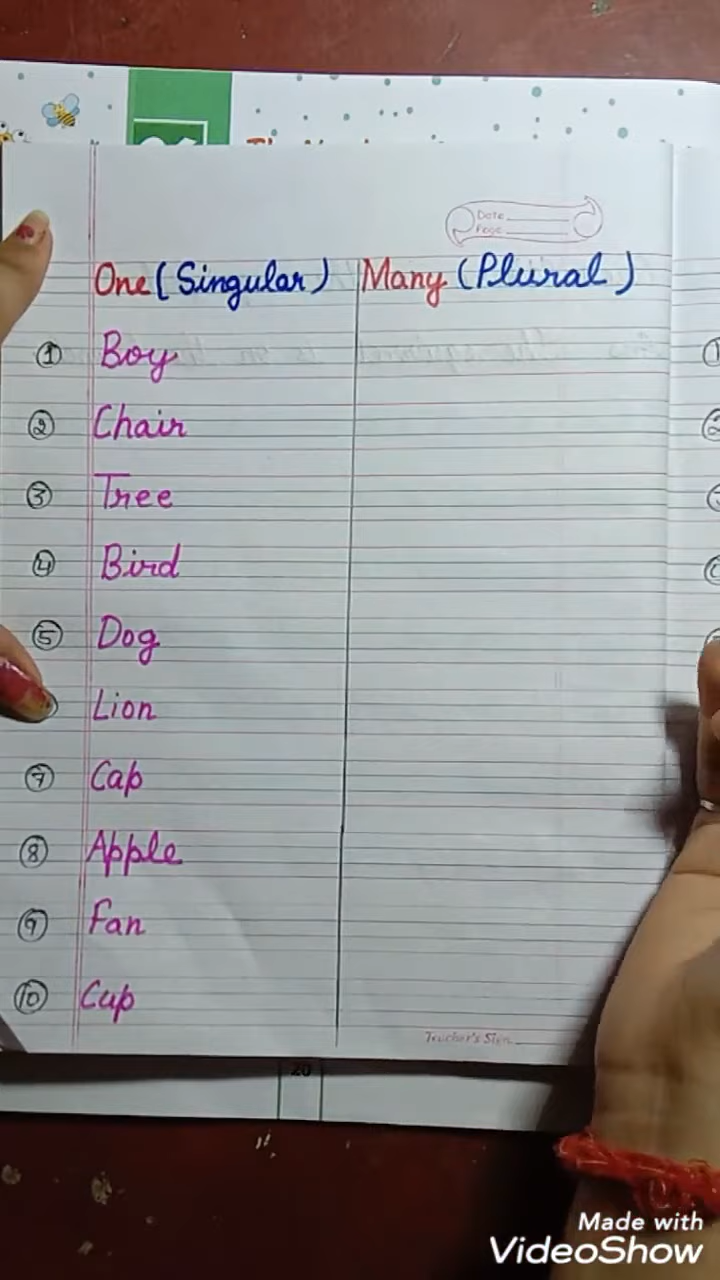 Date
Page
One (Singular) Many (Plural)
① Boy
② Chair
③ Tree
④ Bird
⑤ Dog
Lion
⑦ Cap
⑧ Apple
⑨ Fan
⑩ Cup
Teacher's Sign
20
Made with
VideoShow